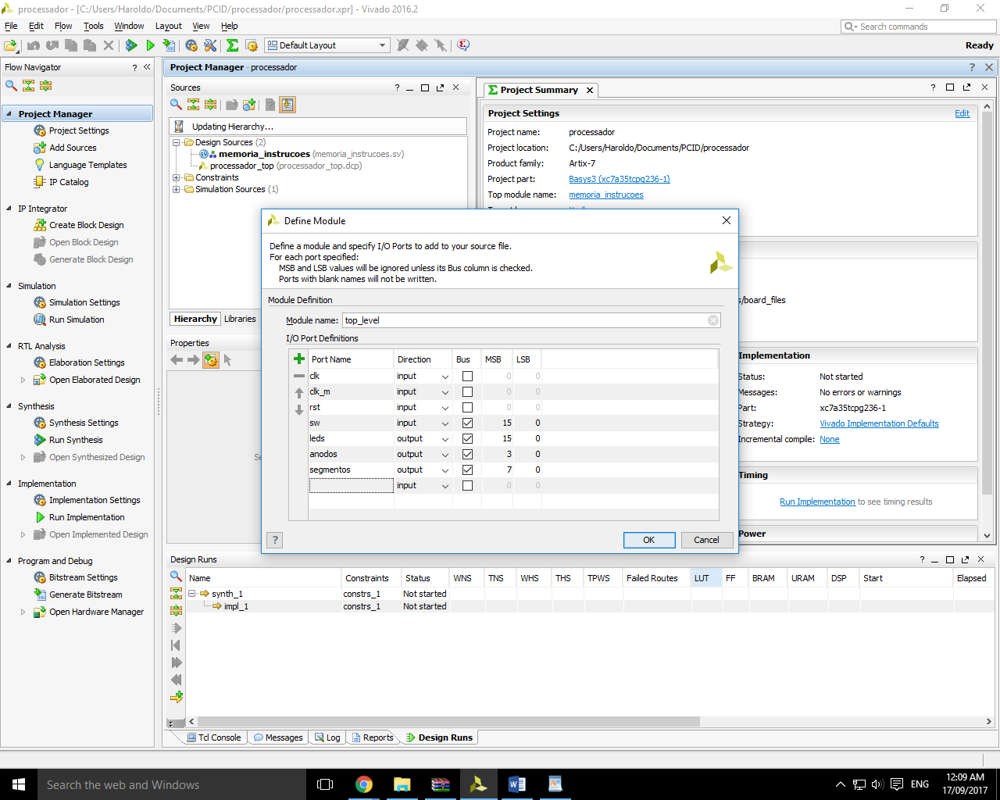 processador - [C:/Users/Haroldo/Documents/PCID/processador/processador.xpr] - Vivado 2016.2
File Edit Flow Tools Window Layout View Help
Search commands
Default Layout
Ready
Flow Navigator
Project Manager
Project Settings
Add Sources
Language Templates
IP Catalog
IP Integrator
Create Block Design
Open Block Design
Generate Block Design
Simulation
Simulation Settings
Run Simulation
RTL Analysis
Elaboration Settings
Open Elaborated Design
Synthesis
Synthesis Settings
Run Synthesis
Open Synthesized Design
Implementation
Implementation Settings
Run Implementation
Open Implemented Design
Program and Debug
Bitstream Settings
Generate Bitstream
Open Hardware Manager
Project Manager - processador
Sources
Updating Hierarchy...
Design Sources (2)
memoria_instrucoes (memoria_instrucoes.sv)
processador_top (processador_top.dcp)
Constraints
Simulation Sources (1)
Hierarchy Libraries
Properties
Project Summary
Project Settings Edit
Project name: processador
Project location: C:/Users/Haroldo/Documents/PCID/processador
Product family: Artix-7
Project part: Basys3 (xc7a35tcpg236-1)
Top module name: memoria_instrucoes
s/board_files
Implementation
Status: Not started
Messages: No errors or warnings
Part: xc7a35tcpg236-1
Strategy: Vivado Implementation Defaults
Incremental compile: None
Timing
Run Implementation to see timing results
Power
Define Module
Define a module and specify I/O Ports to add to your source file.
For each port specified:
MSB and LSB values will be ignored unless its Bus column is checked.
Ports with blank names will not be written.
Module Definition
Module name: top_level
I/O Port Definitions
Port Name Direction Bus MSB LSB
clk input 0 0
clk_m input 0 0
rst input 0 0
sw input 15 0
leds output 15 0
anodos output 3 0
segmentos output 7 0
input 0 0
? OK Cancel
Design Runs
Name Constraints Status WNS TNS WHS THS TPWS Failed Routes LUT FF BRAM URAM DSP Start Elapsed
synth_1 constrs_1 Not started
impl_1 constrs_1 Not started
Tcl Console Messages Log Reports Design Runs
Search the web and Windows
ENG
12:09 AM
17/09/2017